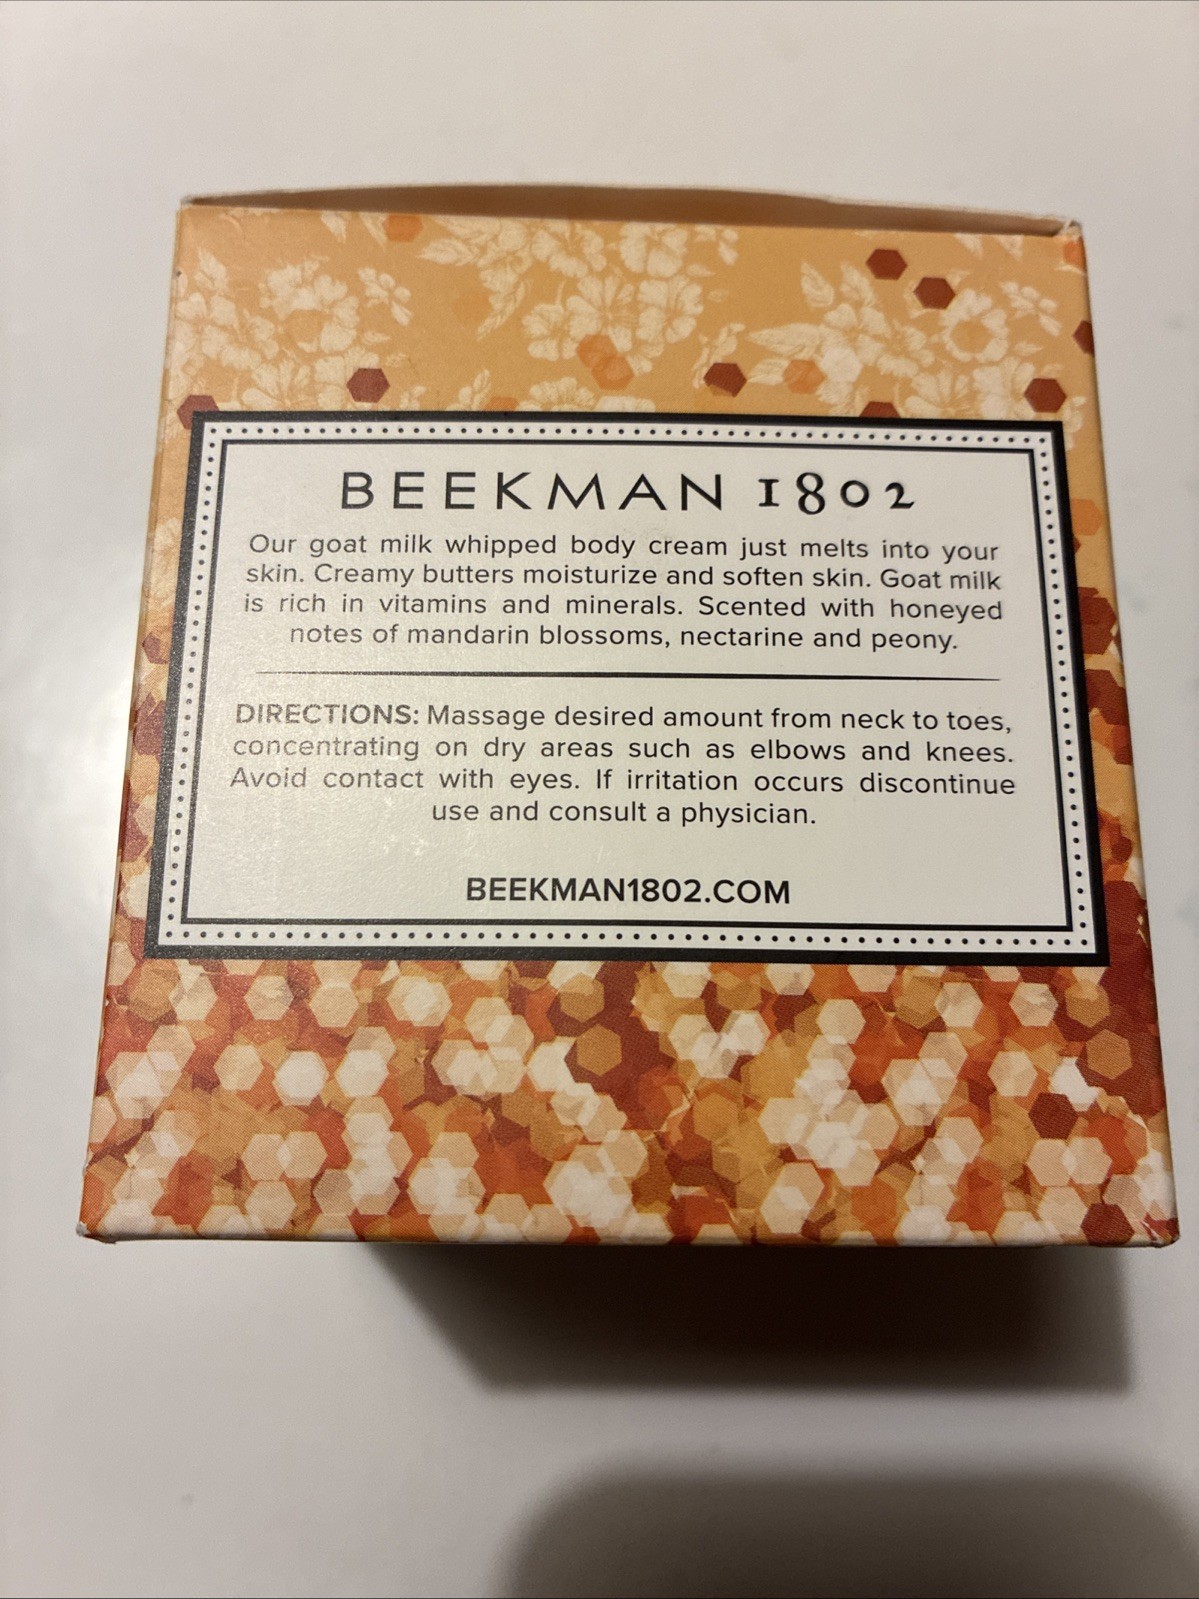 BEEKMAN 1802
Our goat milk whipped body cream just melts into your
skin. Creamy butters moisturize and soften skin. Goat milk
is rich in vitamins and minerals. Scented with honeyed
notes of mandarin blossoms, nectarine and peony.
DIRECTIONS: Massage desired amount from neck to toes,
concentrating on dry areas such as elbows and knees.
Avoid contact with eyes. If irritation occurs discontinue
use and consult a physician.
BEEKMAN1802.COM